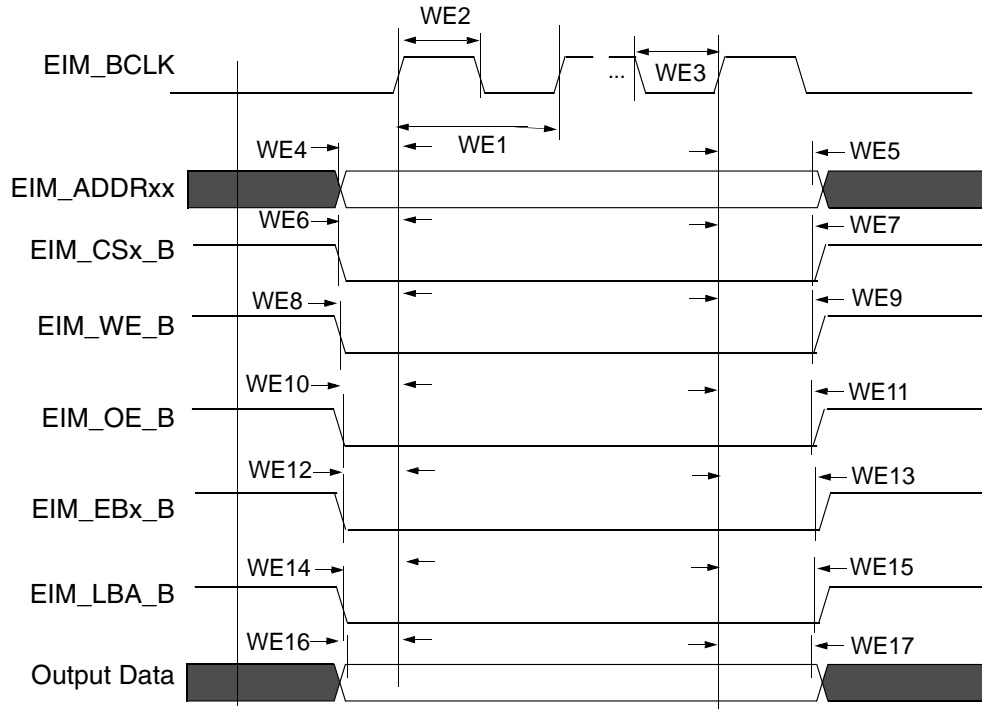 WE2
EIM_BCLK
...
WE3
WE1
WE4
WE5
EIM_ADDRxx
WE6
WE7
EIM_CSx_B
WE8
WE9
EIM_WE_B
WE10
WE11
EIM_OE_B
WE12
WE13
EIM_EBx_B
WE14
WE15
EIM_LBA_B
WE16
WE17
Output Data